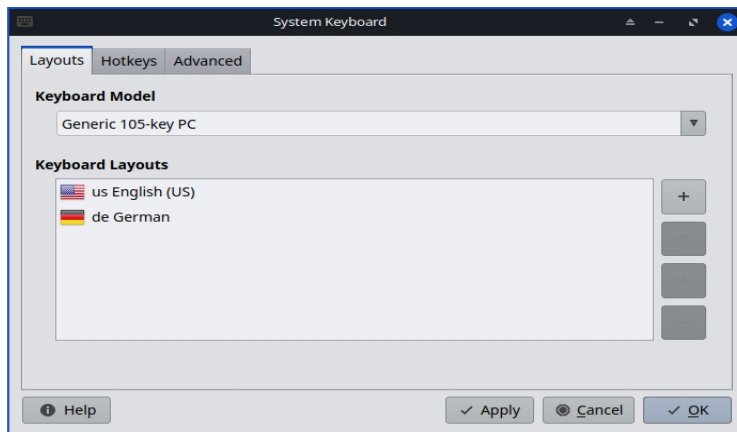 System Keyboard
Layouts Hotkeys Advanced
Keyboard Model
Generic 105-key PC
Keyboard Layouts
us English (US)
de German
+
Help Apply Cancel OK